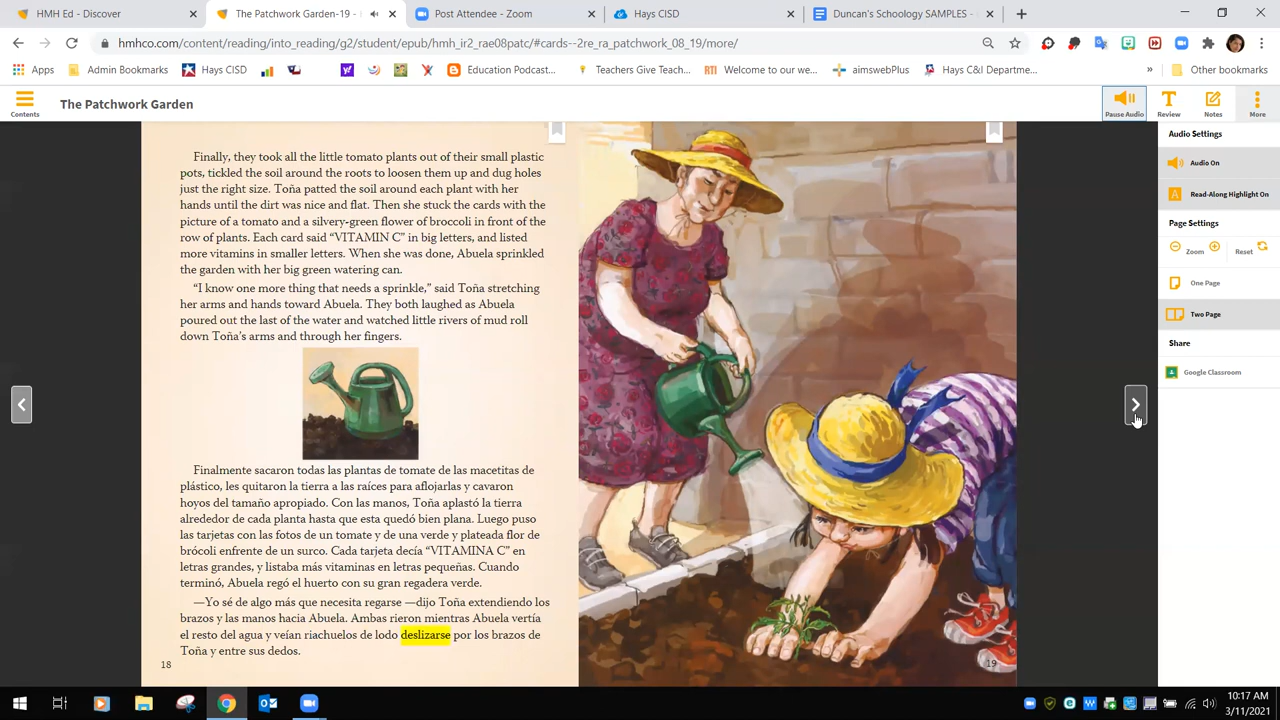 HMH Ed - Discover
The Patchwork Garden-19 -
Post Attendee - Zoom
Hays CISD
Duncan's Schoology SAMPLES -
hmhco.com/content/reading/into_reading/g2/student/epub/hmh_ir2_rae08patc/#cards--2re_ra_patchwork_08_19/more/
Apps Admin Bookmarks Hays CISD Education Podcast... Teachers Give Teach... RTI Welcome to our we... aimswebPlus Hays C&I Departme... » Other bookmarks
Contents
The Patchwork Garden
Pause Audio
Review
Notes
More
Finally, they took all the little tomato plants out of their small plastic
pots, tickled the soil around the roots to loosen them up and dug holes
just the right size. Toña patted the soil around each plant with her
hands until the dirt was nice and flat. Then she stuck the cards with the
picture of a tomato and a silvery-green flower of broccoli in front of the
row of plants. Each card said “VITAMIN C” in big letters, and listed
more vitamins in smaller letters. When she was done, Abuela sprinkled
the garden with her big green watering can.
“I know one more thing that needs a sprinkle,” said Toña stretching
her arms and hands toward Abuela. They both laughed as Abuela
poured out the last of the water and watched little rivers of mud roll
down Toña’s arms and through her fingers.
Finalmente sacaron todas las plantas de tomate de las macetitas de
plástico, les quitaron la tierra a las raíces para aflojarlas y cavaron
hoyos del tamaño apropiado. Con las manos, Toña aplastó la tierra
alrededor de cada planta hasta que esta quedó bien plana. Luego puso
las tarjetas con las fotos de un tomate y de una verde y plateada flor de
brócoli enfrente de un surco. Cada tarjeta decía “VITAMINA C” en
letras grandes, y listaba más vitaminas en letras pequeñas. Cuando
terminó, Abuela regó el huerto con su gran regadera verde.
—Yo sé de algo más que necesita regarse —dijo Toña extendiendo los
brazos y las manos hacia Abuela. Ambas rieron mientras Abuela vertía
el resto del agua y veían riachuelos de lodo deslizarse por los brazos de
Toña y entre sus dedos.
18
19
Audio Settings
Audio On
A Read-Along Highlight On
Page Settings
Zoom Reset
One Page
Two Page
Share
Google Classroom
10:17 AM
3/11/2021